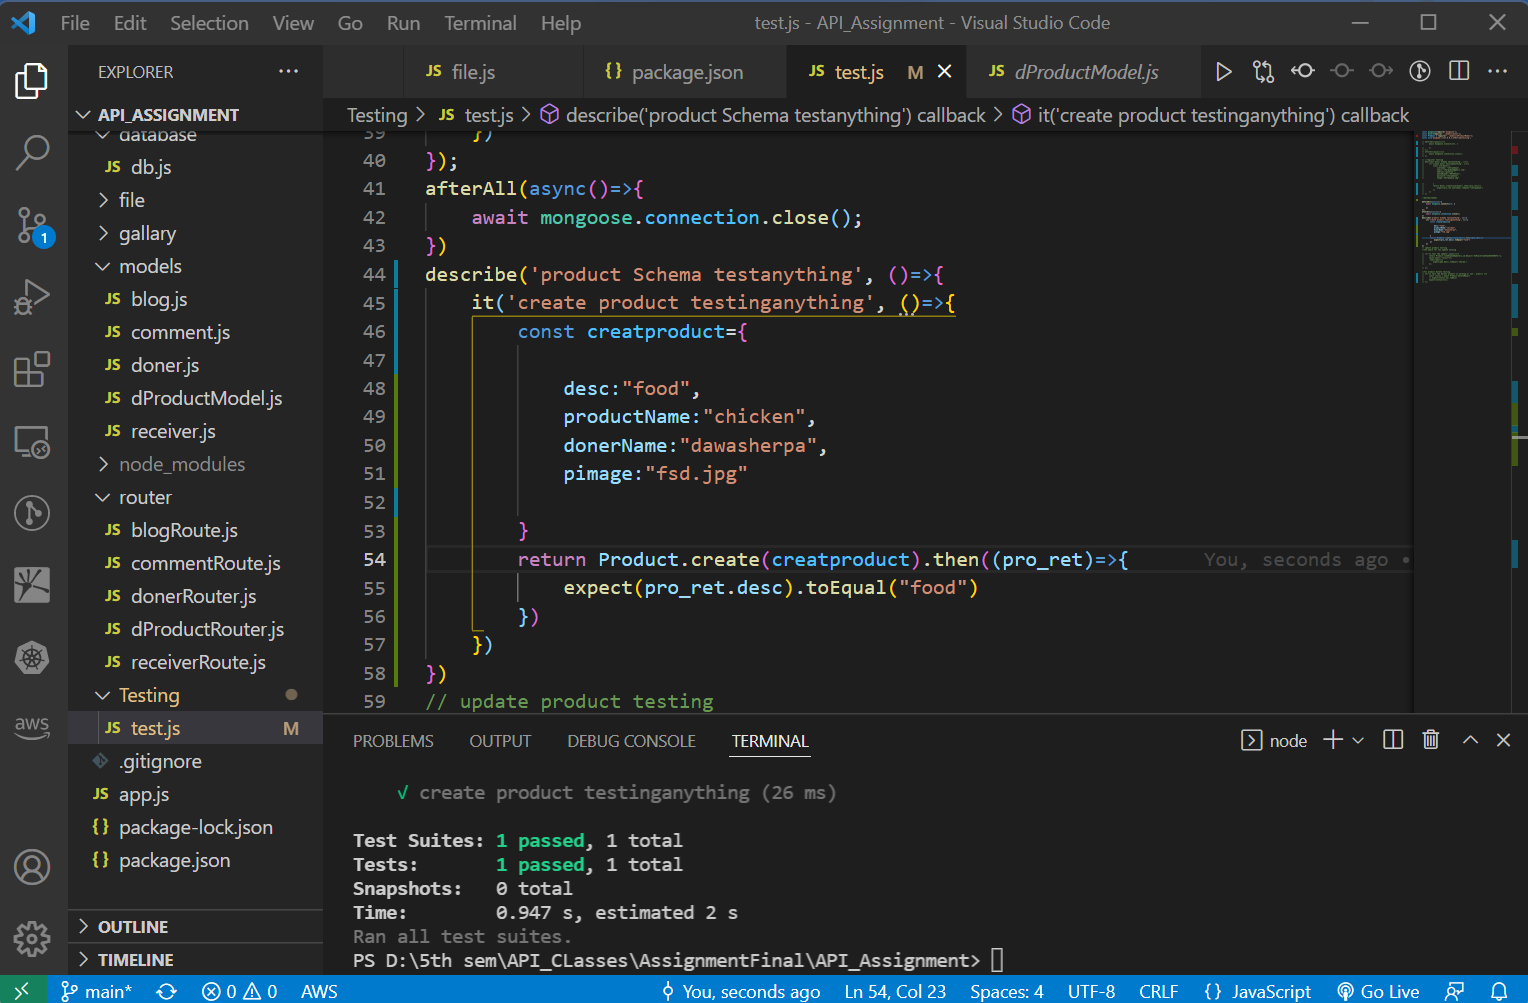 File Edit Selection View Go Run Terminal Help
test.js - API_Assignment - Visual Studio Code
EXPLORER
JS file.js
{} package.json
JS test.js M
JS dProductModel.js
API_ASSIGNMENT
Testing > JS test.js > describe('product Schema testanything') callback > it('create product testinganything') callback
database
JS db.js
file
gallary
models
JS blog.js
JS comment.js
JS doner.js
JS dProductModel.js
JS receiver.js
node_modules
router
JS blogRoute.js
JS commentRoute.js
JS donerRouter.js
JS dProductRouter.js
JS receiverRoute.js
Testing
JS test.js M
.gitignore
JS app.js
{} package-lock.json
{} package.json
OUTLINE
TIMELINE
1
aws
39 })
40 });
41 afterAll(async()=>{
42 await mongoose.connection.close();
43 })
44 describe('product Schema testanything', ()=>{
45 it('create product testinganything', ()=>{
46 const creatproduct={
47
48 desc:"food",
49 productName:"chicken",
50 donerName:"dawasherpa",
51 pimage:"fsd.jpg"
52
53 }
54 return Product.create(creatproduct).then((pro_ret)=>{ You, seconds ago •
55 expect(pro_ret.desc).toEqual("food")
56 })
57 })
58 })
59 // update product testing
PROBLEMS OUTPUT DEBUG CONSOLE TERMINAL
node
√ create product testinganything (26 ms)
Test Suites: 1 passed, 1 total
Tests: 1 passed, 1 total
Snapshots: 0 total
Time: 0.947 s, estimated 2 s
Ran all test suites.
PS D:\5th sem\API_CLasses\AssignmentFinal\API_Assignment>
main* 0 0 AWS You, seconds ago Ln 54, Col 23 Spaces: 4 UTF-8 CRLF {} JavaScript Go Live